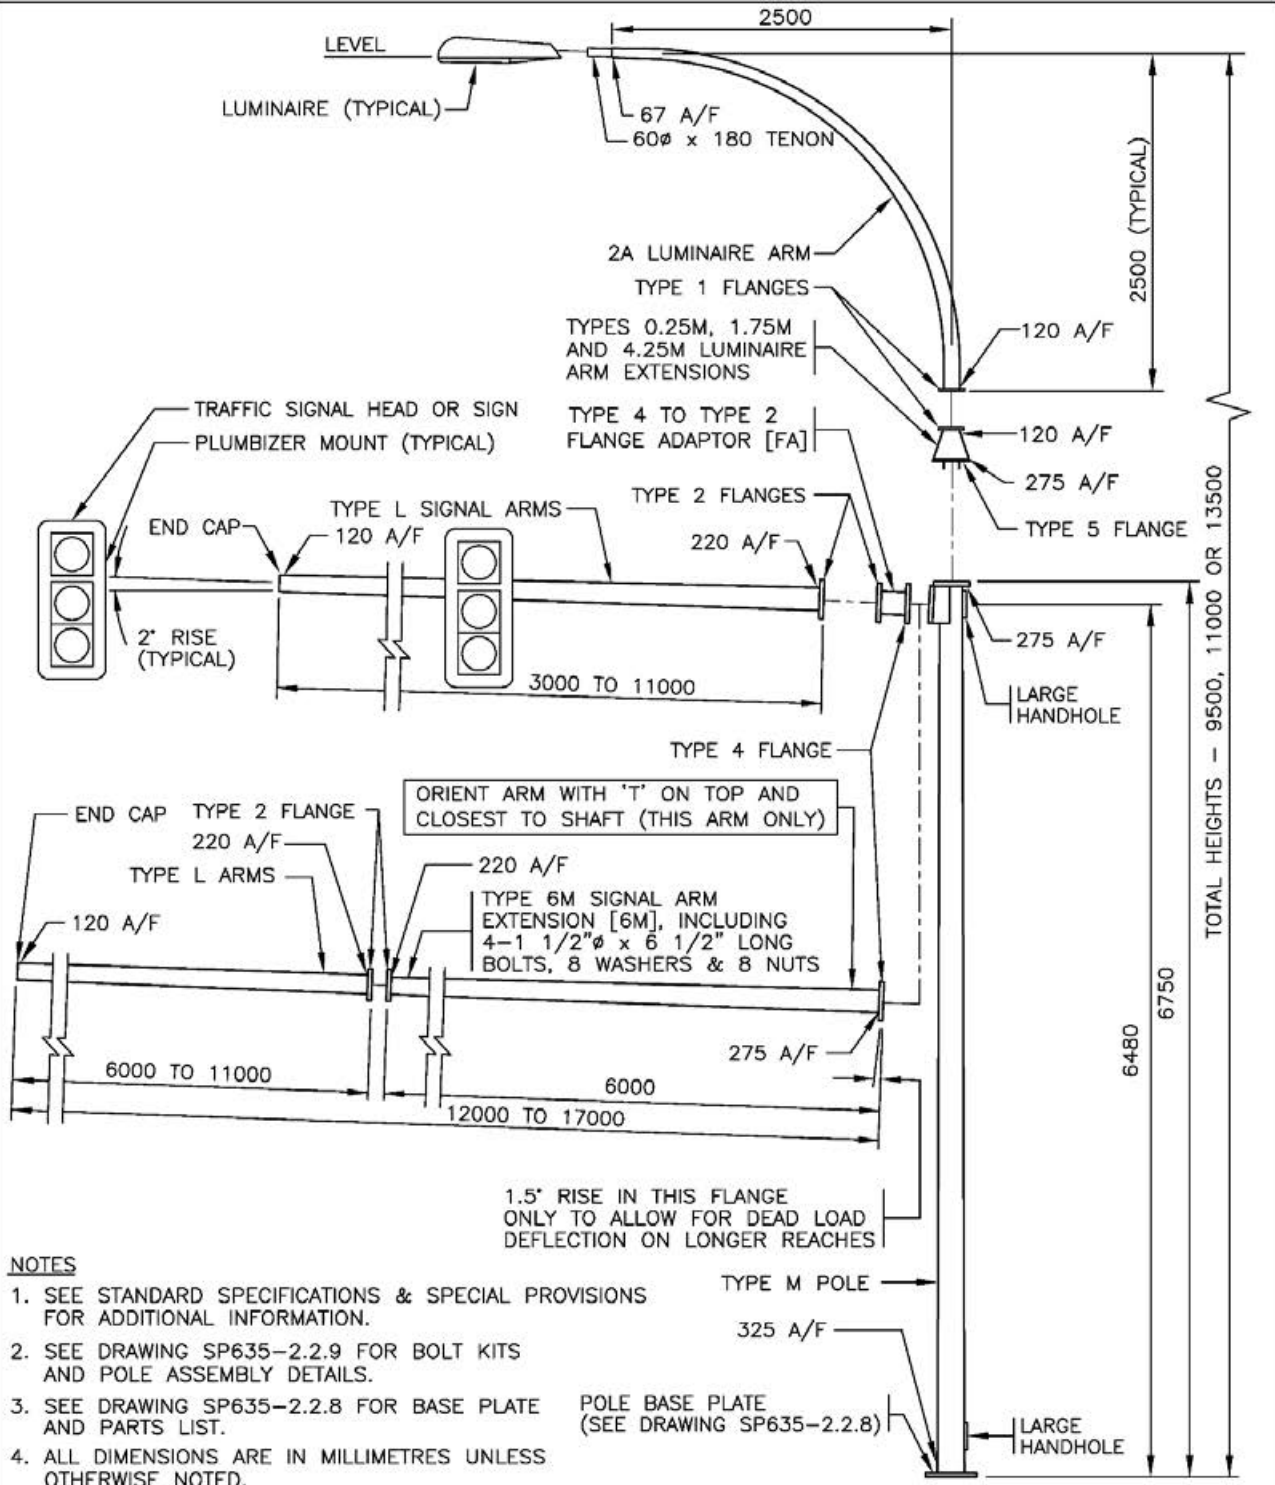 2500
LEVEL
LUMINAIRE (TYPICAL)
67 A/F
60ø x 180 TENON
2500 (TYPICAL)
2A LUMINAIRE ARM
TYPE 1 FLANGES
120 A/F
TYPES 0.25M, 1.75M
AND 4.25M LUMINAIRE
ARM EXTENSIONS
TRAFFIC SIGNAL HEAD OR SIGN
PLUMBIZER MOUNT (TYPICAL)
TYPE 4 TO TYPE 2
FLANGE ADAPTOR [FA]
120 A/F
275 A/F
TYPE 5 FLANGE
TYPE 2 FLANGES
TYPE L SIGNAL ARMS
END CAP
120 A/F
220 A/F
2° RISE
(TYPICAL)
3000 TO 11000
275 A/F
LARGE
HANDHOLE
TOTAL HEIGHTS – 9500, 11000 OR 13500
TYPE 4 FLANGE
ORIENT ARM WITH 'T' ON TOP AND
CLOSEST TO SHAFT (THIS ARM ONLY)
END CAP
TYPE 2 FLANGE
220 A/F
TYPE L ARMS
120 A/F
220 A/F
TYPE 6M SIGNAL ARM
EXTENSION [6M], INCLUDING
4–1 1/2"ø x 6 1/2" LONG
BOLTS, 8 WASHERS & 8 NUTS
275 A/F
6480
6750
6000 TO 11000
6000
12000 TO 17000
1.5° RISE IN THIS FLANGE
ONLY TO ALLOW FOR DEAD LOAD
DEFLECTION ON LONGER REACHES
TYPE M POLE
325 A/F
POLE BASE PLATE
(SEE DRAWING SP635–2.2.8)
LARGE
HANDHOLE
NOTES
1. SEE STANDARD SPECIFICATIONS & SPECIAL PROVISIONS
FOR ADDITIONAL INFORMATION.
2. SEE DRAWING SP635–2.2.9 FOR BOLT KITS
AND POLE ASSEMBLY DETAILS.
3. SEE DRAWING SP635–2.2.8 FOR BASE PLATE
AND PARTS LIST.
4. ALL DIMENSIONS ARE IN MILLIMETRES UNLESS
OTHERWISE NOTED.